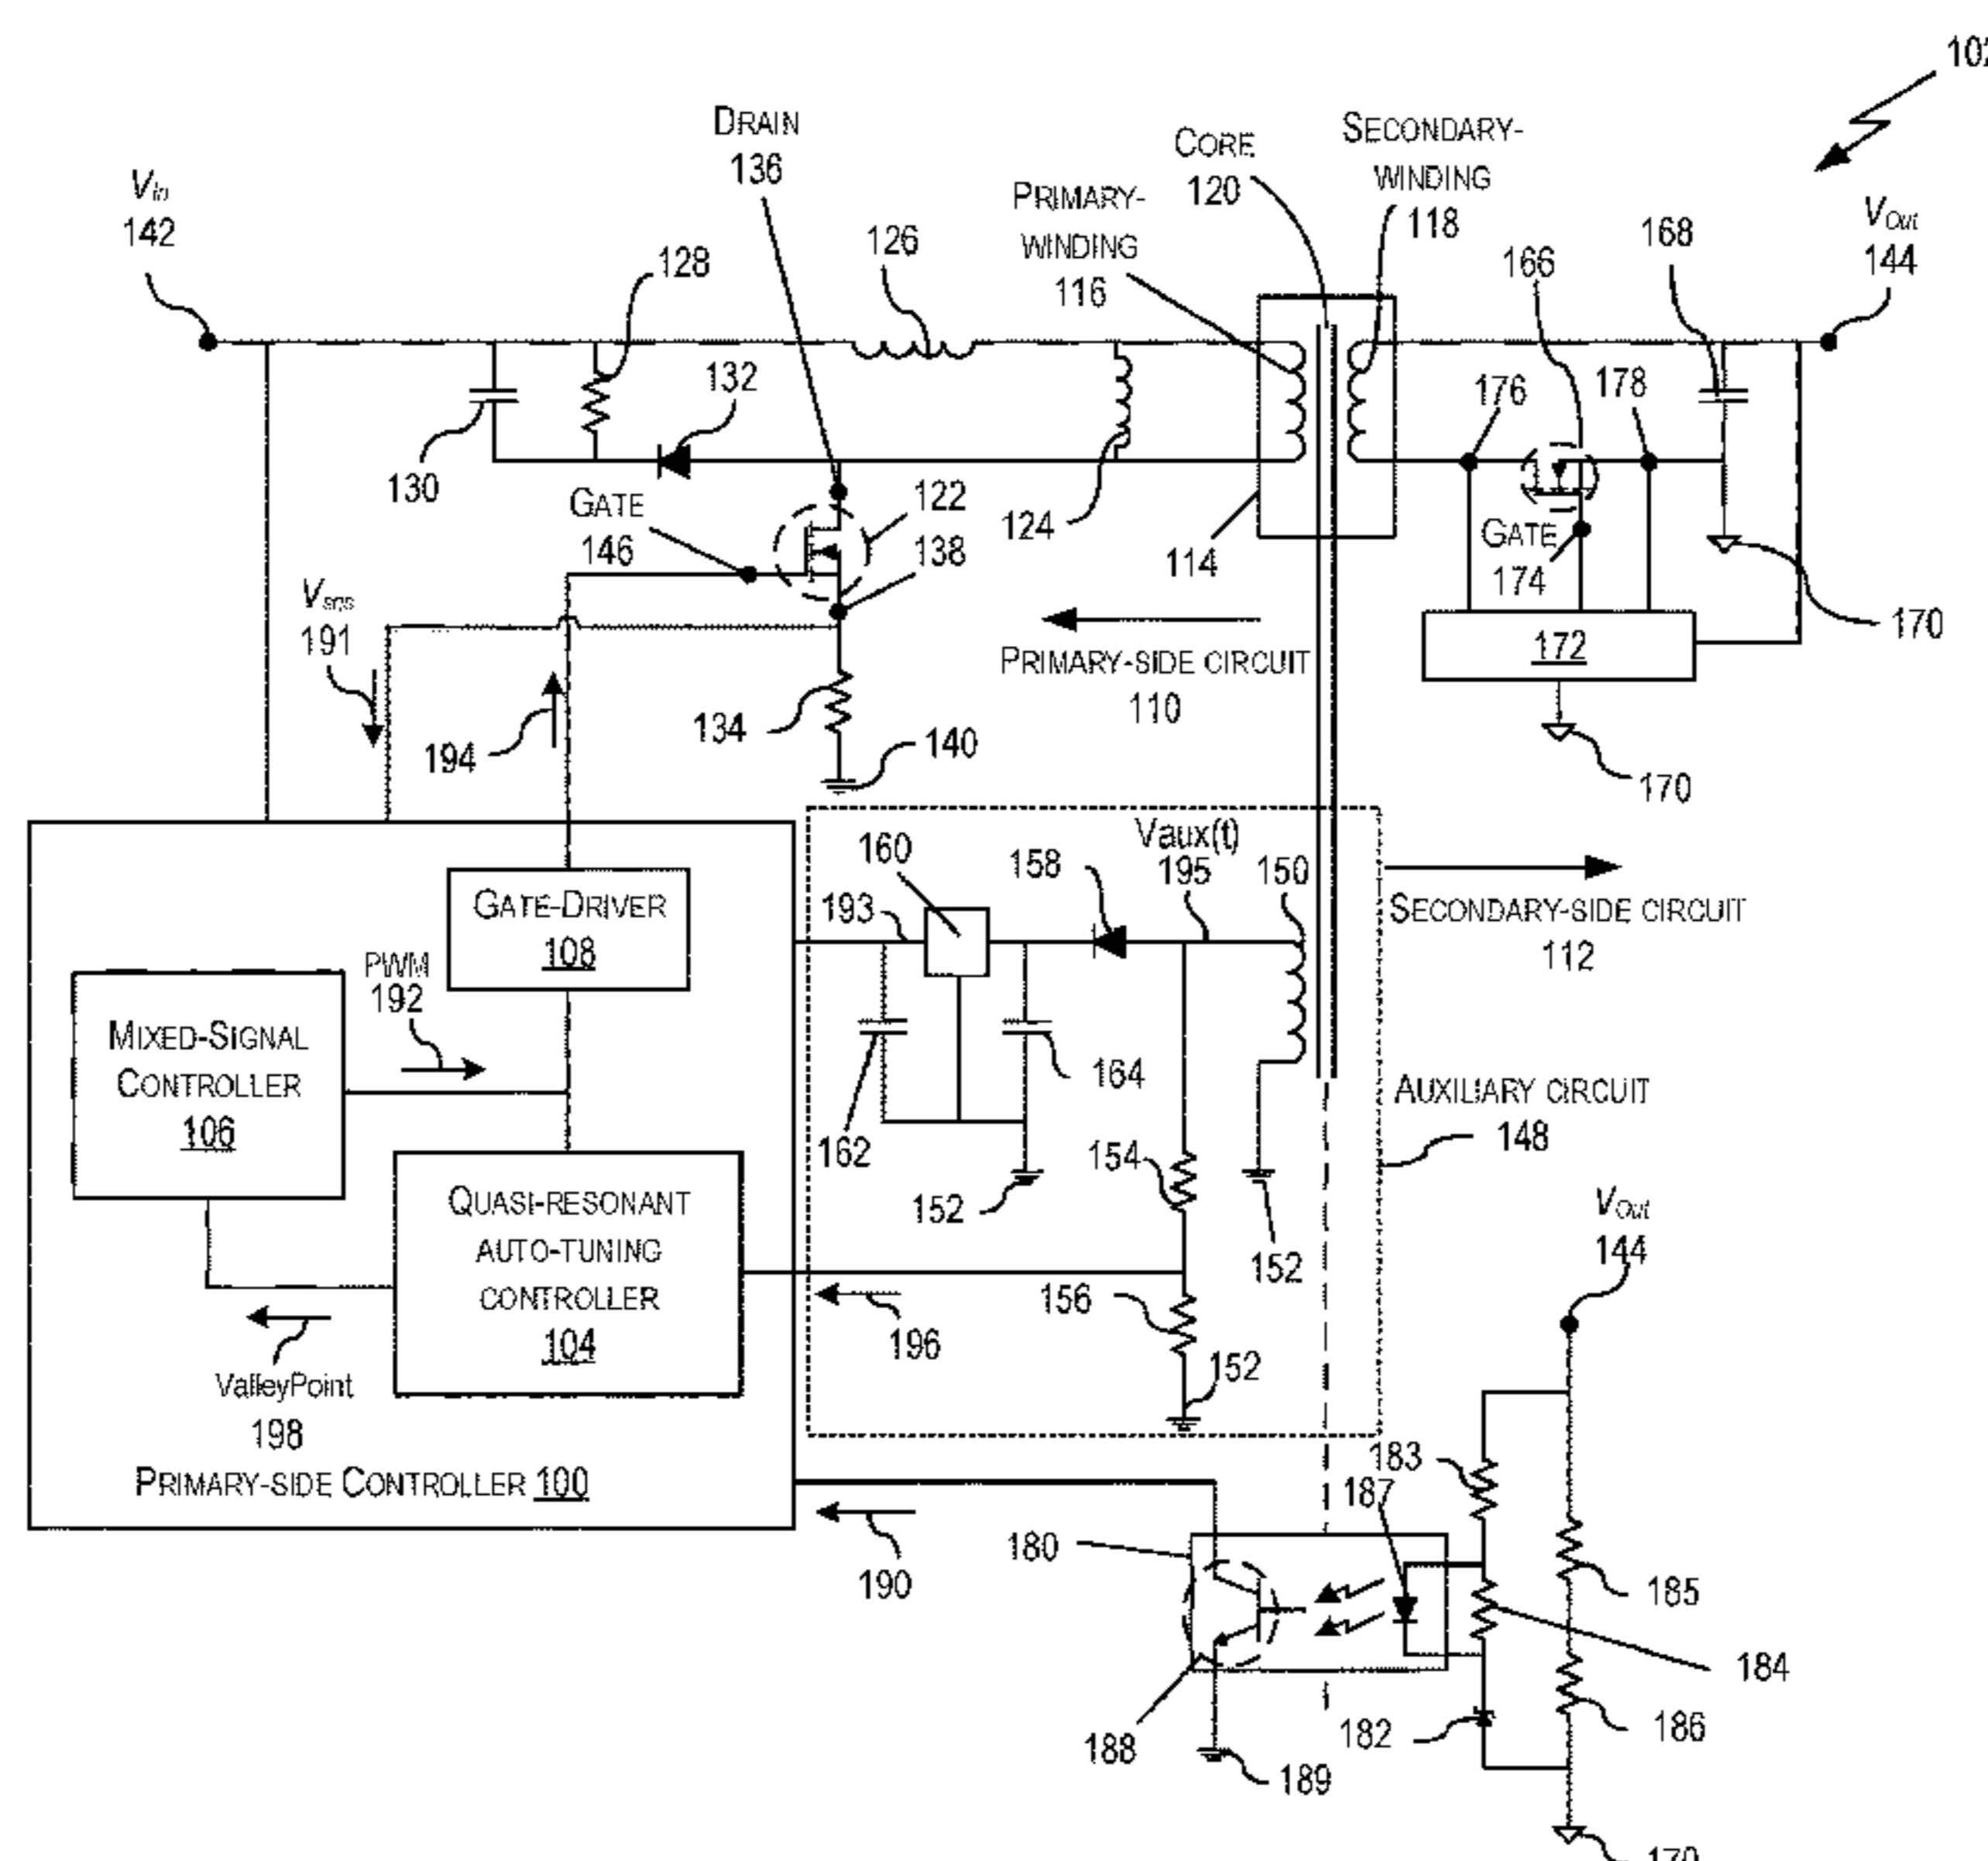 102
DRAIN
136
CORE
120
SECONDARY-
WINDING
118
PRIMARY-
WINDING
116
Vin
142
VOut
144
126
128
166
168
132
176
178
130
GATE
146
122
138
124
114
GATE
174
170
Vsns
191
172
PRIMARY-SIDE CIRCUIT
110
194
134
140
170
160
Vaux(t)
195
158
150
193
GATE-DRIVER
108
SECONDARY-SIDE CIRCUIT
112
PWM
192
MIXED-SIGNAL
CONTROLLER
106
164
AUXILIARY CIRCUIT
148
162
154
152
152
QUASI-RESONANT
AUTO-TUNING
CONTROLLER
104
VOut
144
156
196
152
ValleyPoint
198
183
187
PRIMARY-SIDE CONTROLLER 100
180
190
185
184
182
186
188
189
170